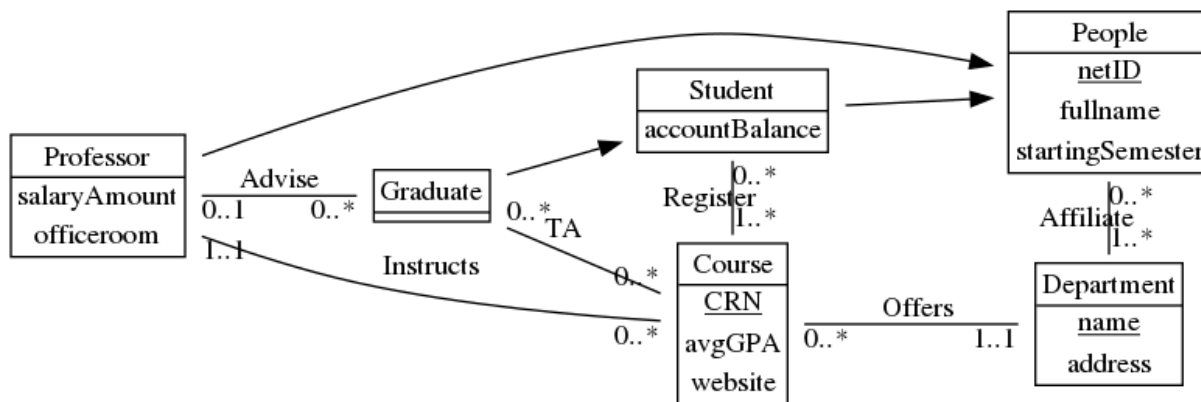 People
netID
fullname
startingSemester
Student
accountBalance
Professor
salaryAmount
officeroom
Advise
0..1
0..*
Graduate
0..*
TA
0..*
Register
1..*
0..*
Affiliate
1..*
1..1
Instructs
0..*
0..*
Course
CRN
avgGPA
website
Offers
0..*
1..1
Department
name
address